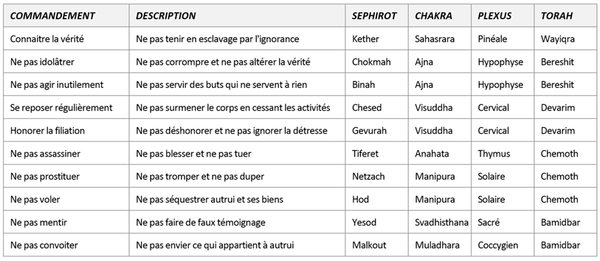 COMMANDEMENT DESCRIPTION SEPHIROT CHAKRA PLEXUS TORAH
Connaitre la vérité Ne pas tenir en esclavage par l'ignorance Kether Sahasrara Pinéale Wayiqra
Ne pas idolâtrer Ne pas corrompre et ne pas altérer la vérité Chokmah Ajna Hypophyse Bereshit
Ne pas agir inutilement Ne pas servir des buts qui ne servent à rien Binah Ajna Hypophyse Bereshit
Se reposer régulièrement Ne pas surmener le corps en cessant les activités Chesed Visuddha Cervical Devarim
Honorer la filiation Ne pas déshonorer et ne pas ignorer la détresse Gevurah Visuddha Cervical Devarim
Ne pas assassiner Ne pas blesser et ne pas tuer Tiferet Anahata Thymus Chemoth
Ne pas prostituer Ne pas tromper et ne pas duper Netzach Manipura Solaire Chemoth
Ne pas voler Ne pas séquestrer autrui et ses biens Hod Manipura Solaire Chemoth
Ne pas mentir Ne pas faire de faux témoignage Yesod Svadhisthana Sacré Bamidbar
Ne pas convoiter Ne pas envier ce qui appartient à autrui Malkout Muladhara Coccygien Bamidbar